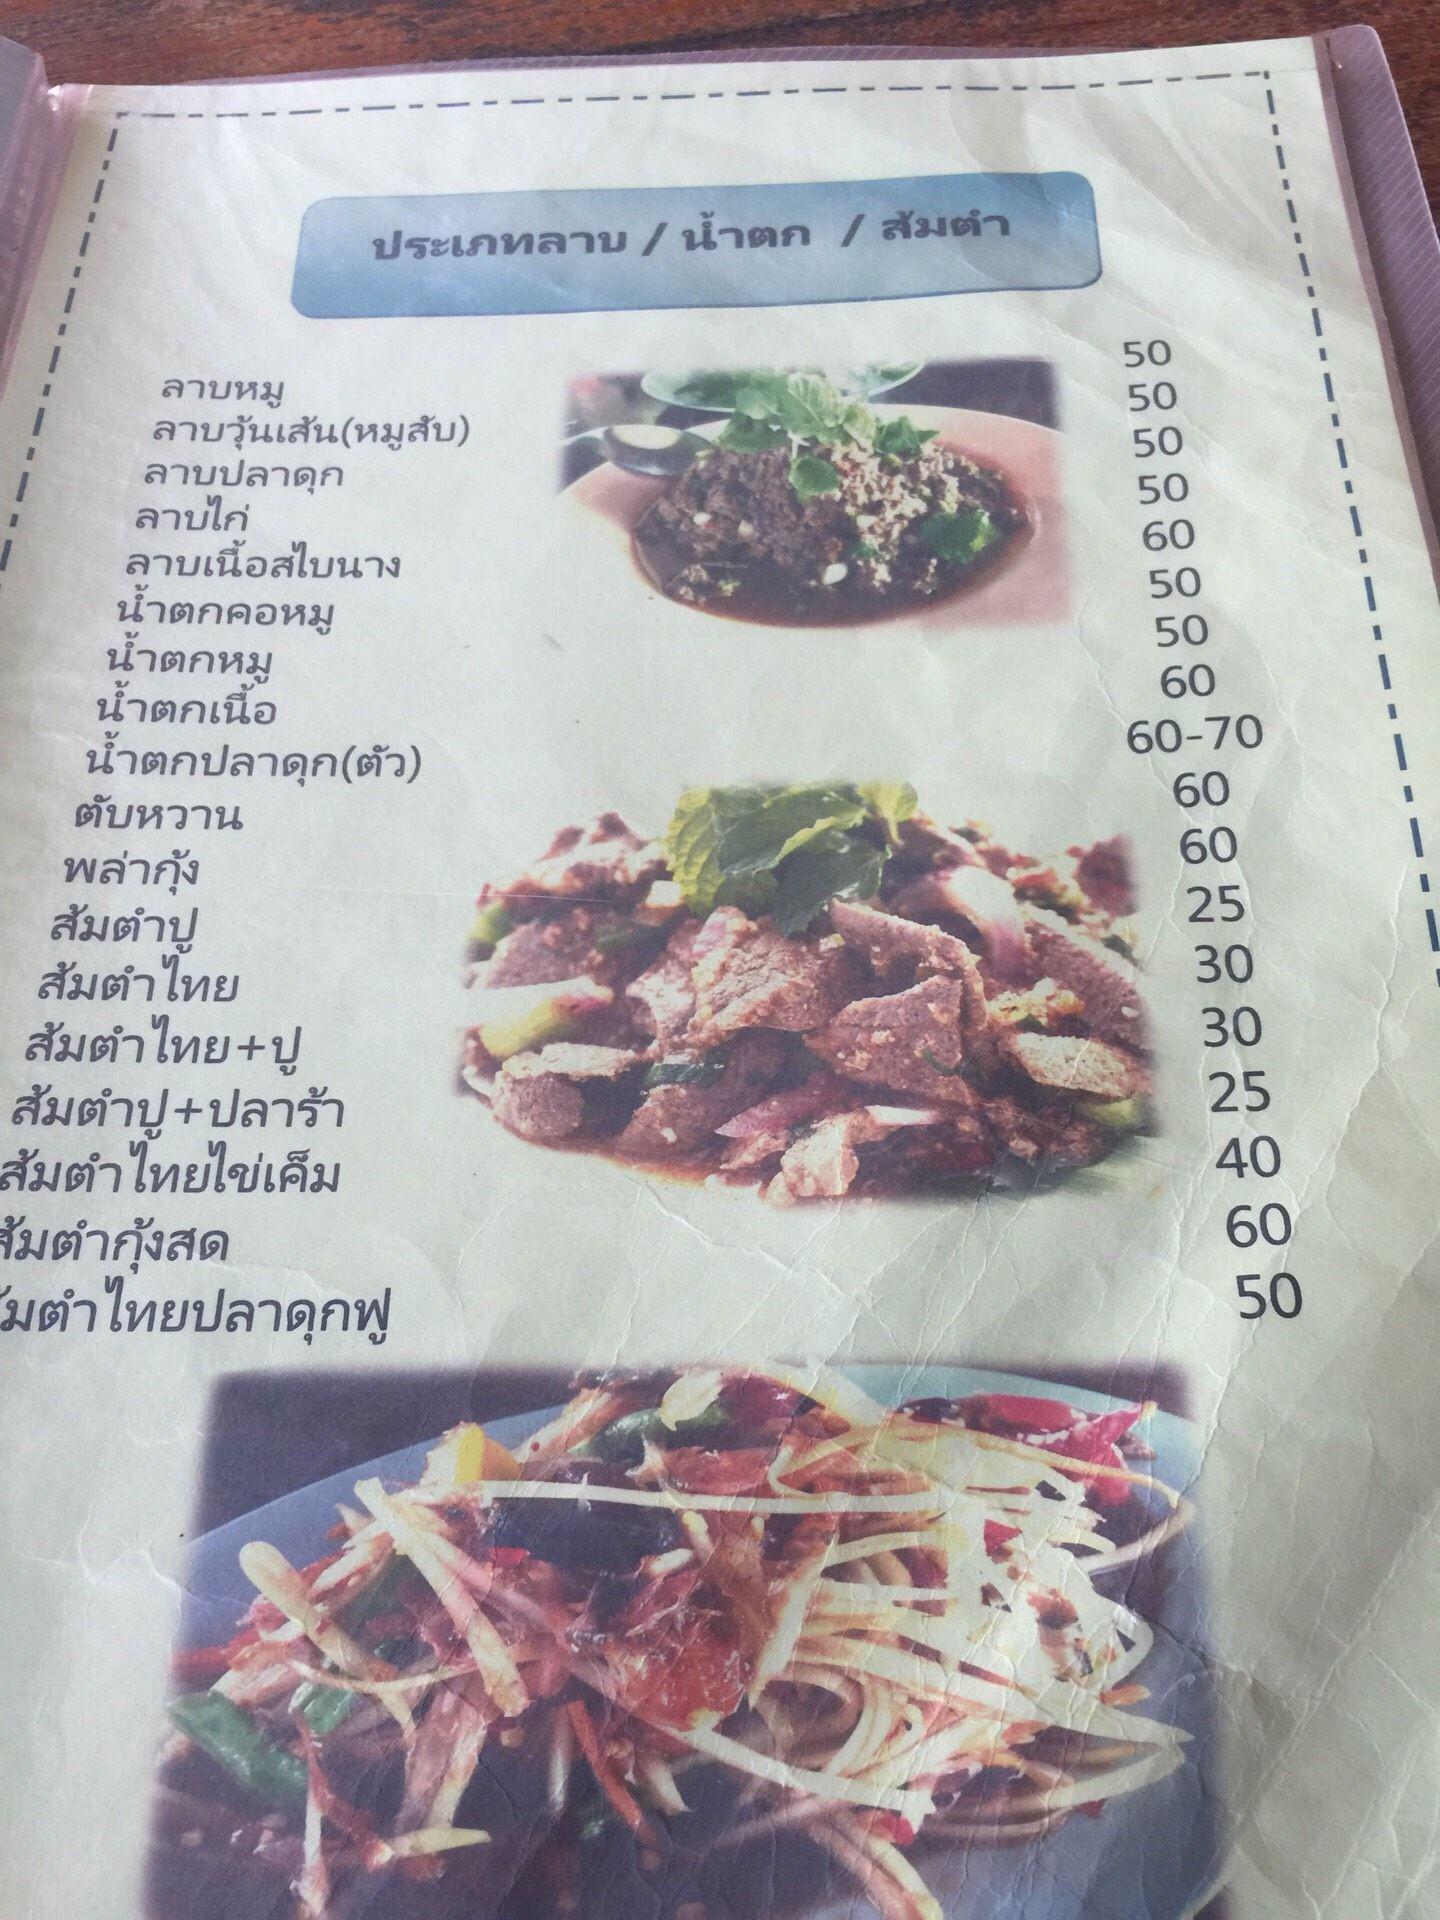 ประเภทลาบ / น้ำตก / ส้มตำ
ลาบหมู 50
ลาบวุ้นเส้น(หมูสับ) 50
ลาบปลาดุก 50
ลาบไก่ 50
ลาบเนื้อสไบนาง 60
น้ำตกคอหมู 50
น้ำตกหมู 50
น้ำตกเนื้อ 60
น้ำตกปลาดุก(ตัว) 60-70
ตับหวาน 60
พล่ากุ้ง 60
ส้มตำปู 25
ส้มตำไทย 30
ส้มตำไทย+ปู 30
ส้มตำปู+ปลาร้า 25
ส้มตำไทยไข่เค็ม 40
ส้มตำกุ้งสด 60
ส้มตำไทยปลาดุกฟู 50